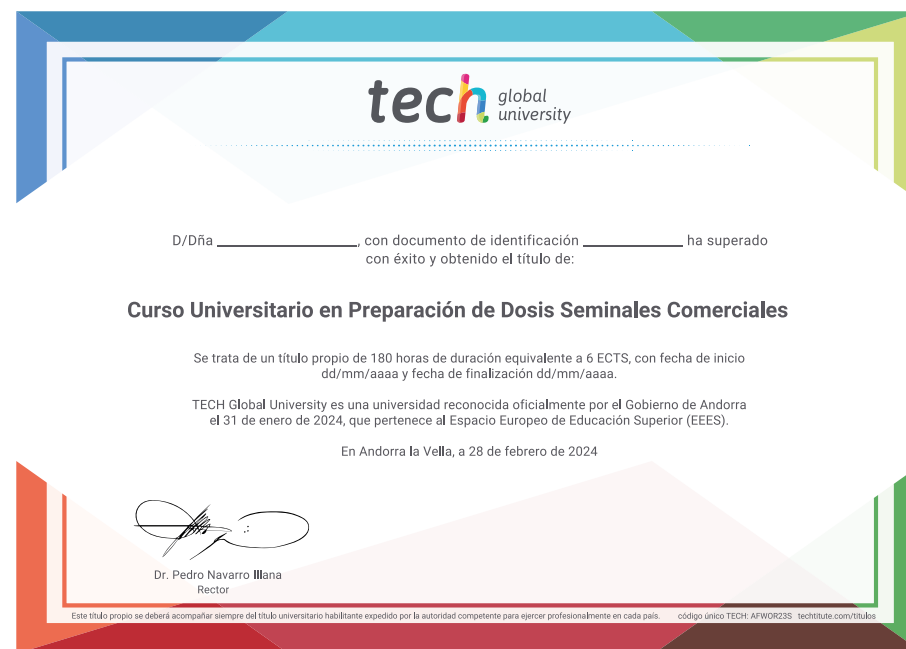 tech global university
D/Dña ____________________, con documento de identificación ______________ ha superado
con éxito y obtenido el título de:
Curso Universitario en Preparación de Dosis Seminales Comerciales
Se trata de un título propio de 180 horas de duración equivalente a 6 ECTS, con fecha de inicio
dd/mm/aaaa y fecha de finalización dd/mm/aaaa.
TECH Global University es una universidad reconocida oficialmente por el Gobierno de Andorra
el 31 de enero de 2024, que pertenece al Espacio Europeo de Educación Superior (EEES).
En Andorra la Vella, a 28 de febrero de 2024
Dr. Pedro Navarro Illana
Rector
Este título propio se deberá acompañar siempre del título universitario habilitante expedido por la autoridad competente para ejercer profesionalmente en cada país. código único TECH: AFWOR23S techtitute.com/titulos